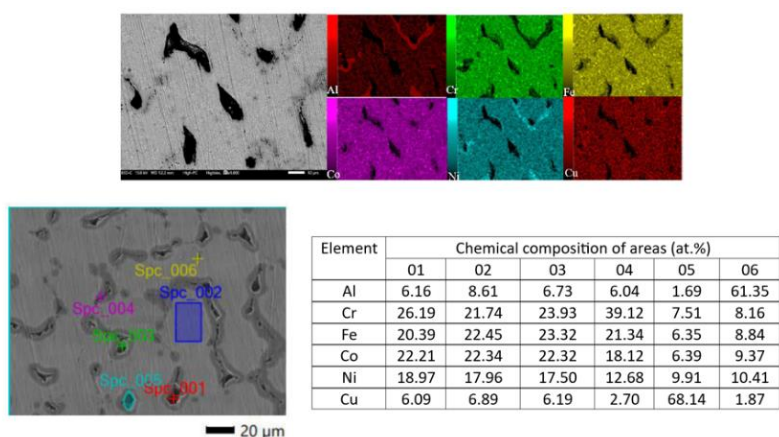 Al
Cr
Fe
Co
Ni
Cu
10 µm
Spc_006
Spc_002
Spc_004
Spc_005
Spc_001
20 µm
Element Chemical composition of areas (at.%)
01 02 03 04 05 06
Al 6.16 8.61 6.73 6.04 1.69 61.35
Cr 26.19 21.74 23.93 39.12 7.51 8.16
Fe 20.39 22.45 23.32 21.34 6.35 8.84
Co 22.21 22.34 22.32 18.12 6.39 9.37
Ni 18.97 17.96 17.50 12.68 9.91 10.41
Cu 6.09 6.89 6.19 2.70 68.14 1.87